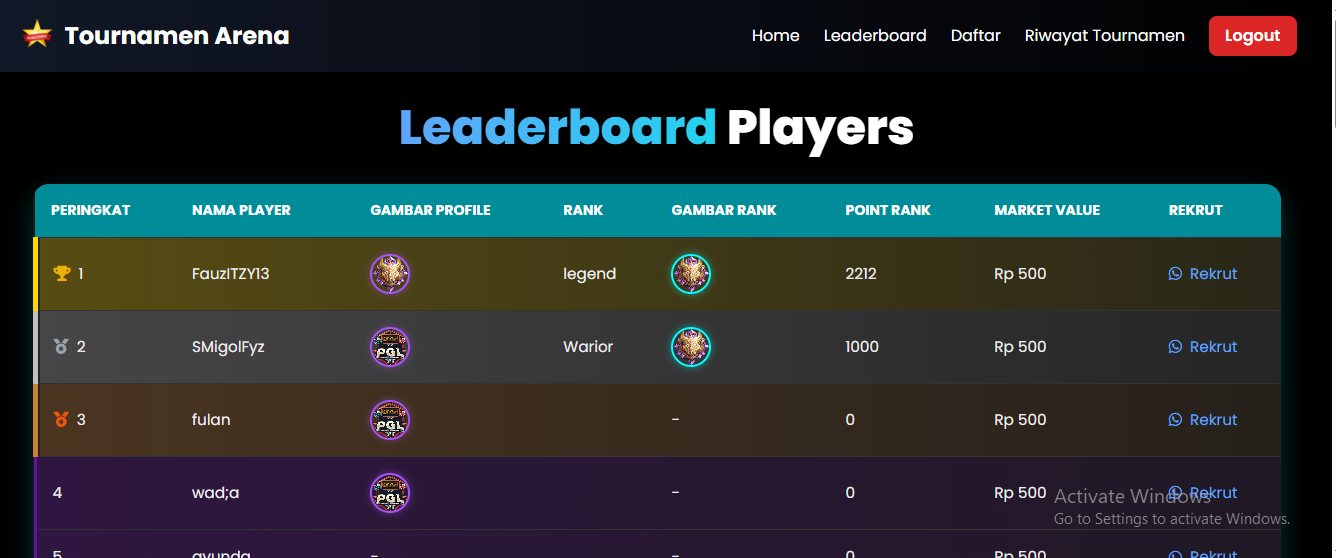 Tournamen Arena Home Leaderboard Daftar Riwayat Tournamen Logout
Leaderboard Players
PERINGKAT NAMA PLAYER GAMBAR PROFILE RANK GAMBAR RANK POINT RANK MARKET VALUE REKRUT
1 FauzITZY13 legend 2212 Rp 500 Rekrut
2 SMigolFyz PGL Warior 1000 Rp 500 Rekrut
3 fulan PGL - 0 Rp 500 Rekrut
4 wad;a PGL - 0 Rp 500 Rekrut
Activate Windows
Go to Settings to activate Windows.
5 ayunda - - 0 Rp 500 Rekrut